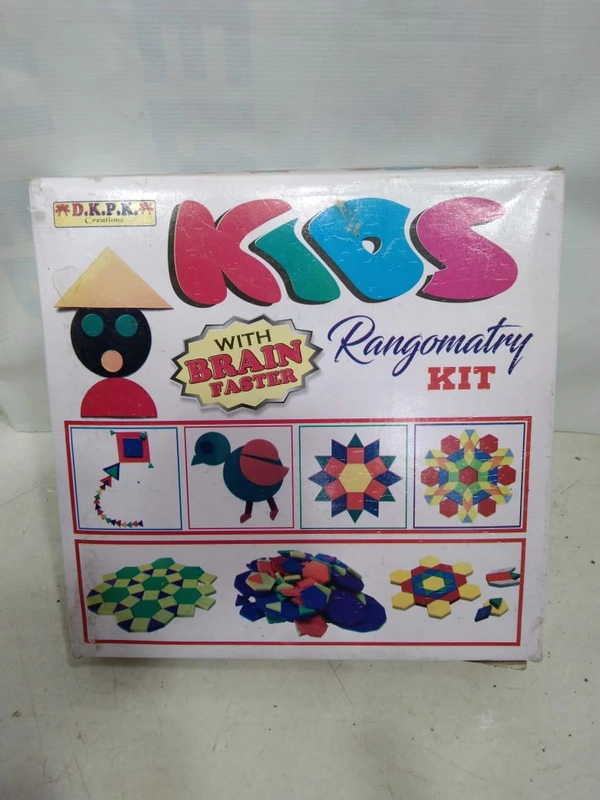 D.K.P.K.
Creations
KIDS
WITH
BRAIN
FASTER
Rangomatry
KIT